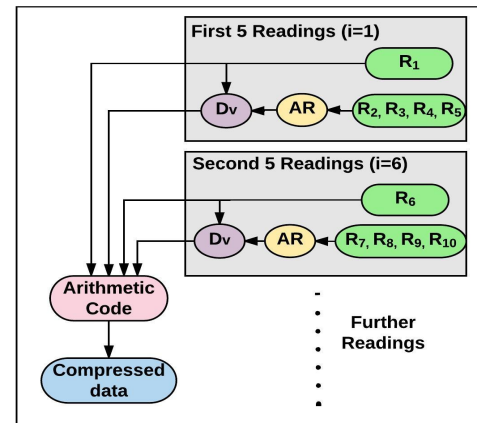 First 5 Readings (i=1)
R₁
Dv
AR
R₂, R₃, R₄, R₅
Second 5 Readings (i=6)
R₆
Dv
AR
R₇, R₈, R₉, R₁₀
Arithmetic
Code
Further
Readings
Compressed
data